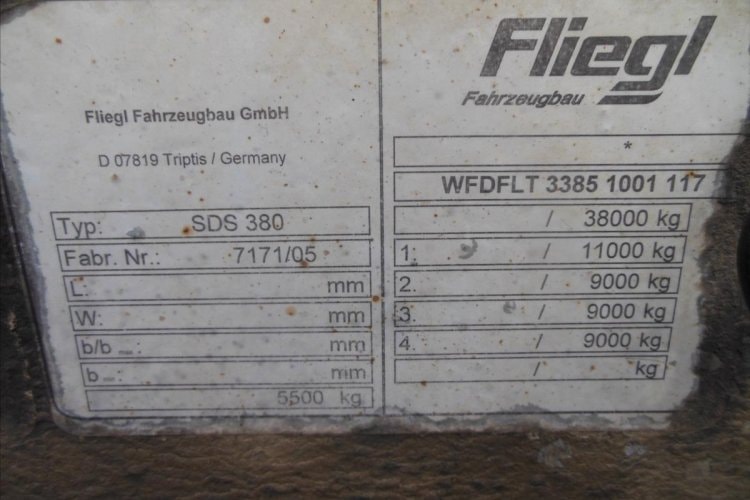 Fliegl Fahrzeugbau GmbH
D 07819 Triptis / Germany
Typ: SDS 380
Fabr. Nr.: 7171/05
L: mm
W: mm
b/b : mm
b : mm
5500 kg
Fliegl
Fahrzeugbau
*
WFDFLT 3385 1001 117
/ 38000 kg
1: / 11000 kg
2. / 9000 kg
3. / 9000 kg
4. / 9000 kg
/ kg